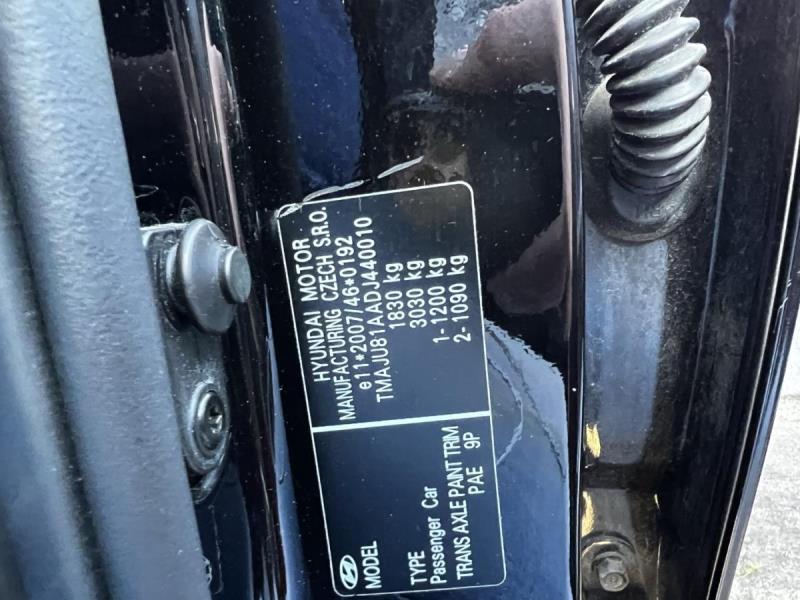 MODEL
TYPE
Passenger Car
TRANS AXLE PAINT TRIM
PAE 9P
HYUNDAI MOTOR
MANUFACTURING CZECH S.R.O.
e11*2007/46*0192
TMAJU81AADJ440010
1830 kg
3030 kg
1- 1200 kg
2- 1090 kg